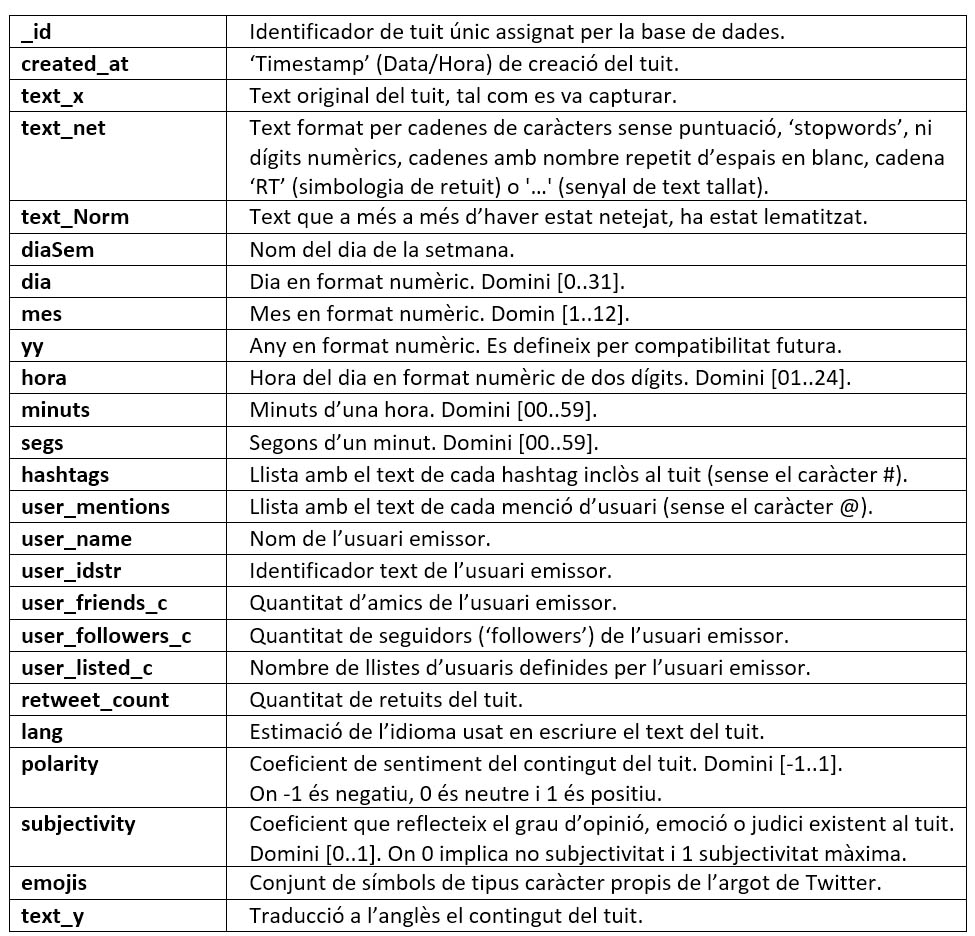 _id Identificador de tuit únic assignat per la base de dades.
created_at ‘Timestamp’ (Data/Hora) de creació del tuit.
text_x Text original del tuit, tal com es va capturar.
text_net Text format per cadenes de caràcters sense puntuació, ‘stopwords’, ni
dígits numèrics, cadenes amb nombre repetit d’espais en blanc, cadena
‘RT’ (simbologia de retuit) o '…' (senyal de text tallat).
text_Norm Text que a més a més d’haver estat netejat, ha estat lematitzat.
diaSem Nom del dia de la setmana.
dia Dia en format numèric. Domini [0..31].
mes Mes en format numèric. Domin [1..12].
yy Any en format numèric. Es defineix per compatibilitat futura.
hora Hora del dia en format numèric de dos dígits. Domini [01..24].
minuts Minuts d’una hora. Domini [00..59].
segs Segons d’un minut. Domini [00..59].
hashtags Llista amb el text de cada hashtag inclòs al tuit (sense el caràcter #).
user_mentions Llista amb el text de cada menció d’usuari (sense el caràcter @).
user_name Nom de l’usuari emissor.
user_idstr Identificador text de l’usuari emissor.
user_friends_c Quantitat d’amics de l’usuari emissor.
user_followers_c Quantitat de seguidors (‘followers’) de l’usuari emissor.
user_listed_c Nombre de llistes d’usuaris definides per l’usuari emissor.
retweet_count Quantitat de retuits del tuit.
lang Estimació de l’idioma usat en escriure el text del tuit.
polarity Coeficient de sentiment del contingut del tuit. Domini [-1..1].
On -1 és negatiu, 0 és neutre i 1 és positiu.
subjectivity Coeficient que reflecteix el grau d’opinió, emoció o judici existent al tuit.
Domini [0..1]. On 0 implica no subjectivitat i 1 subjectivitat màxima.
emojis Conjunt de símbols de tipus caràcter propis de l’argot de Twitter.
text_y Traducció a l’anglès el contingut del tuit.